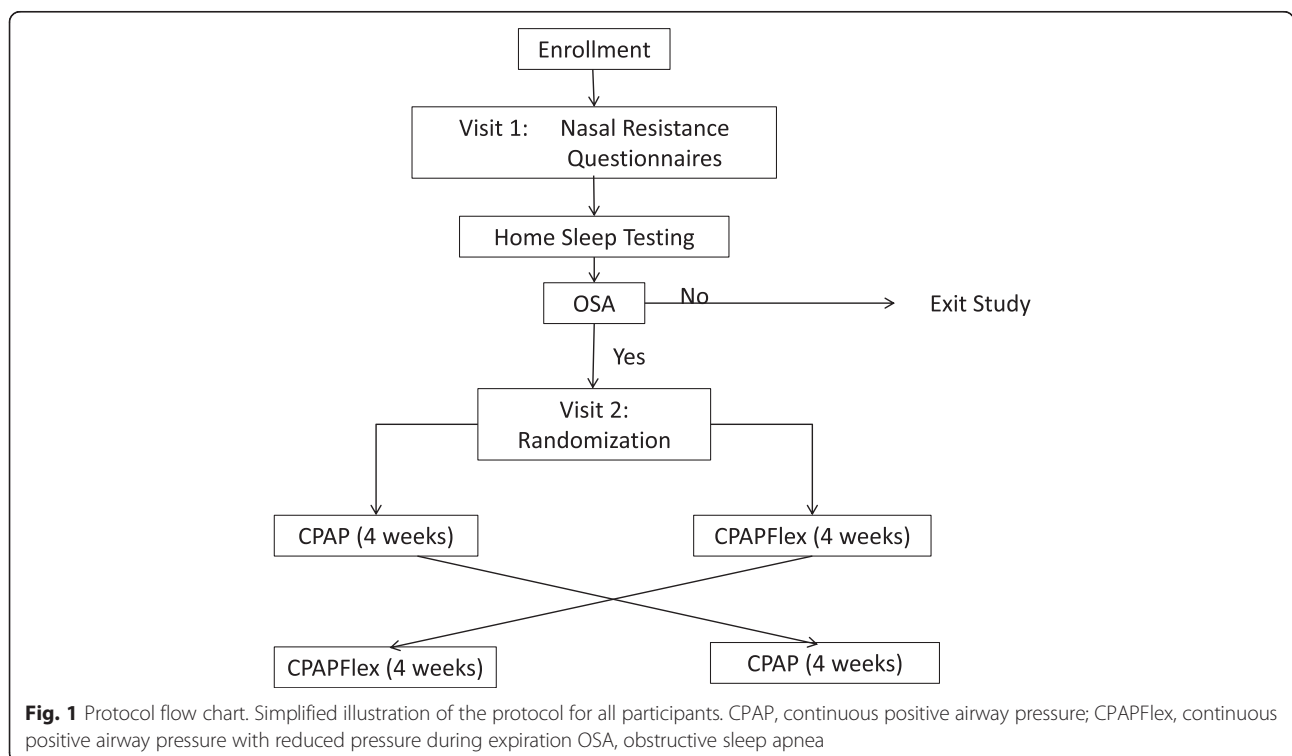 Enrollment
Visit 1: Nasal Resistance
Questionnaires
Home Sleep Testing
OSA
No
Exit Study
Yes
Visit 2:
Randomization
CPAP (4 weeks)
CPAPFlex (4 weeks)
CPAPFlex (4 weeks)
CPAP (4 weeks)
Fig. 1 Protocol flow chart. Simplified illustration of the protocol for all participants. CPAP, continuous positive airway pressure; CPAPFlex, continuous
positive airway pressure with reduced pressure during expiration OSA, obstructive sleep apnea